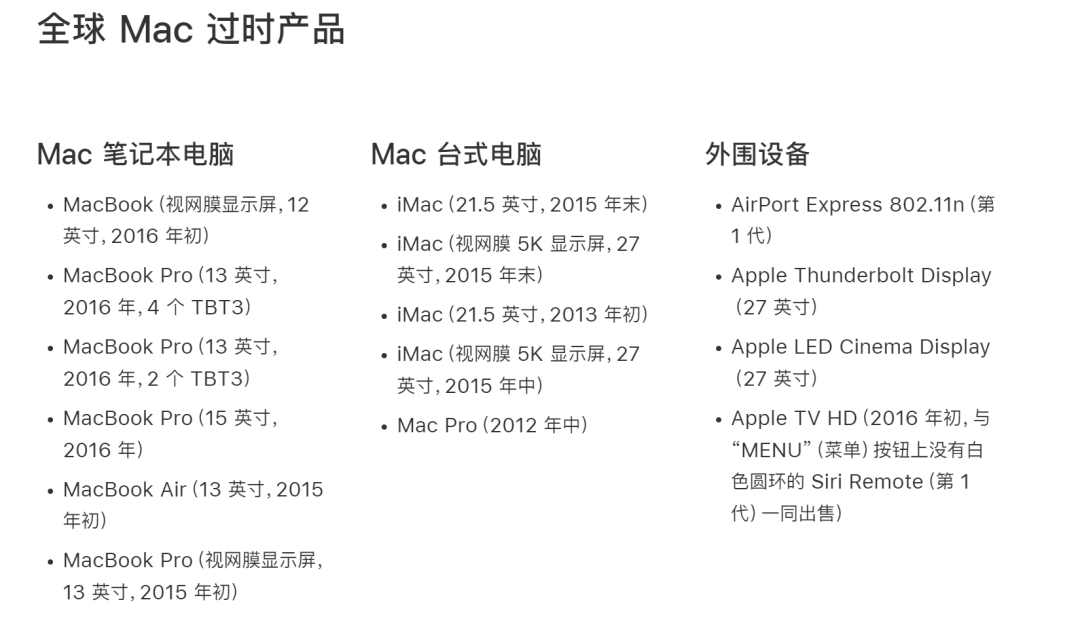 全球 Mac 过时产品
Mac 笔记本电脑
• MacBook (视网膜显示屏, 12
英寸, 2016 年初)
• MacBook Pro (13 英寸,
2016 年, 4 个 TBT3)
• MacBook Pro (13 英寸,
2016 年, 2 个 TBT3)
• MacBook Pro (15 英寸,
2016 年)
• MacBook Air (13 英寸, 2015
年初)
• MacBook Pro (视网膜显示屏,
13 英寸, 2015 年初)
Mac 台式电脑
• iMac (21.5 英寸, 2015 年末)
• iMac (视网膜 5K 显示屏, 27
英寸, 2015 年末)
• iMac (21.5 英寸, 2013 年初)
• iMac (视网膜 5K 显示屏, 27
英寸, 2015 年中)
• Mac Pro (2012 年中)
外围设备
• AirPort Express 802.11n (第
1 代)
• Apple Thunderbolt Display
(27 英寸)
• Apple LED Cinema Display
(27 英寸)
• Apple TV HD (2016 年初, 与
“MENU” (菜单) 按钮上没有白
色圆环的 Siri Remote (第 1
代) 一同出售)